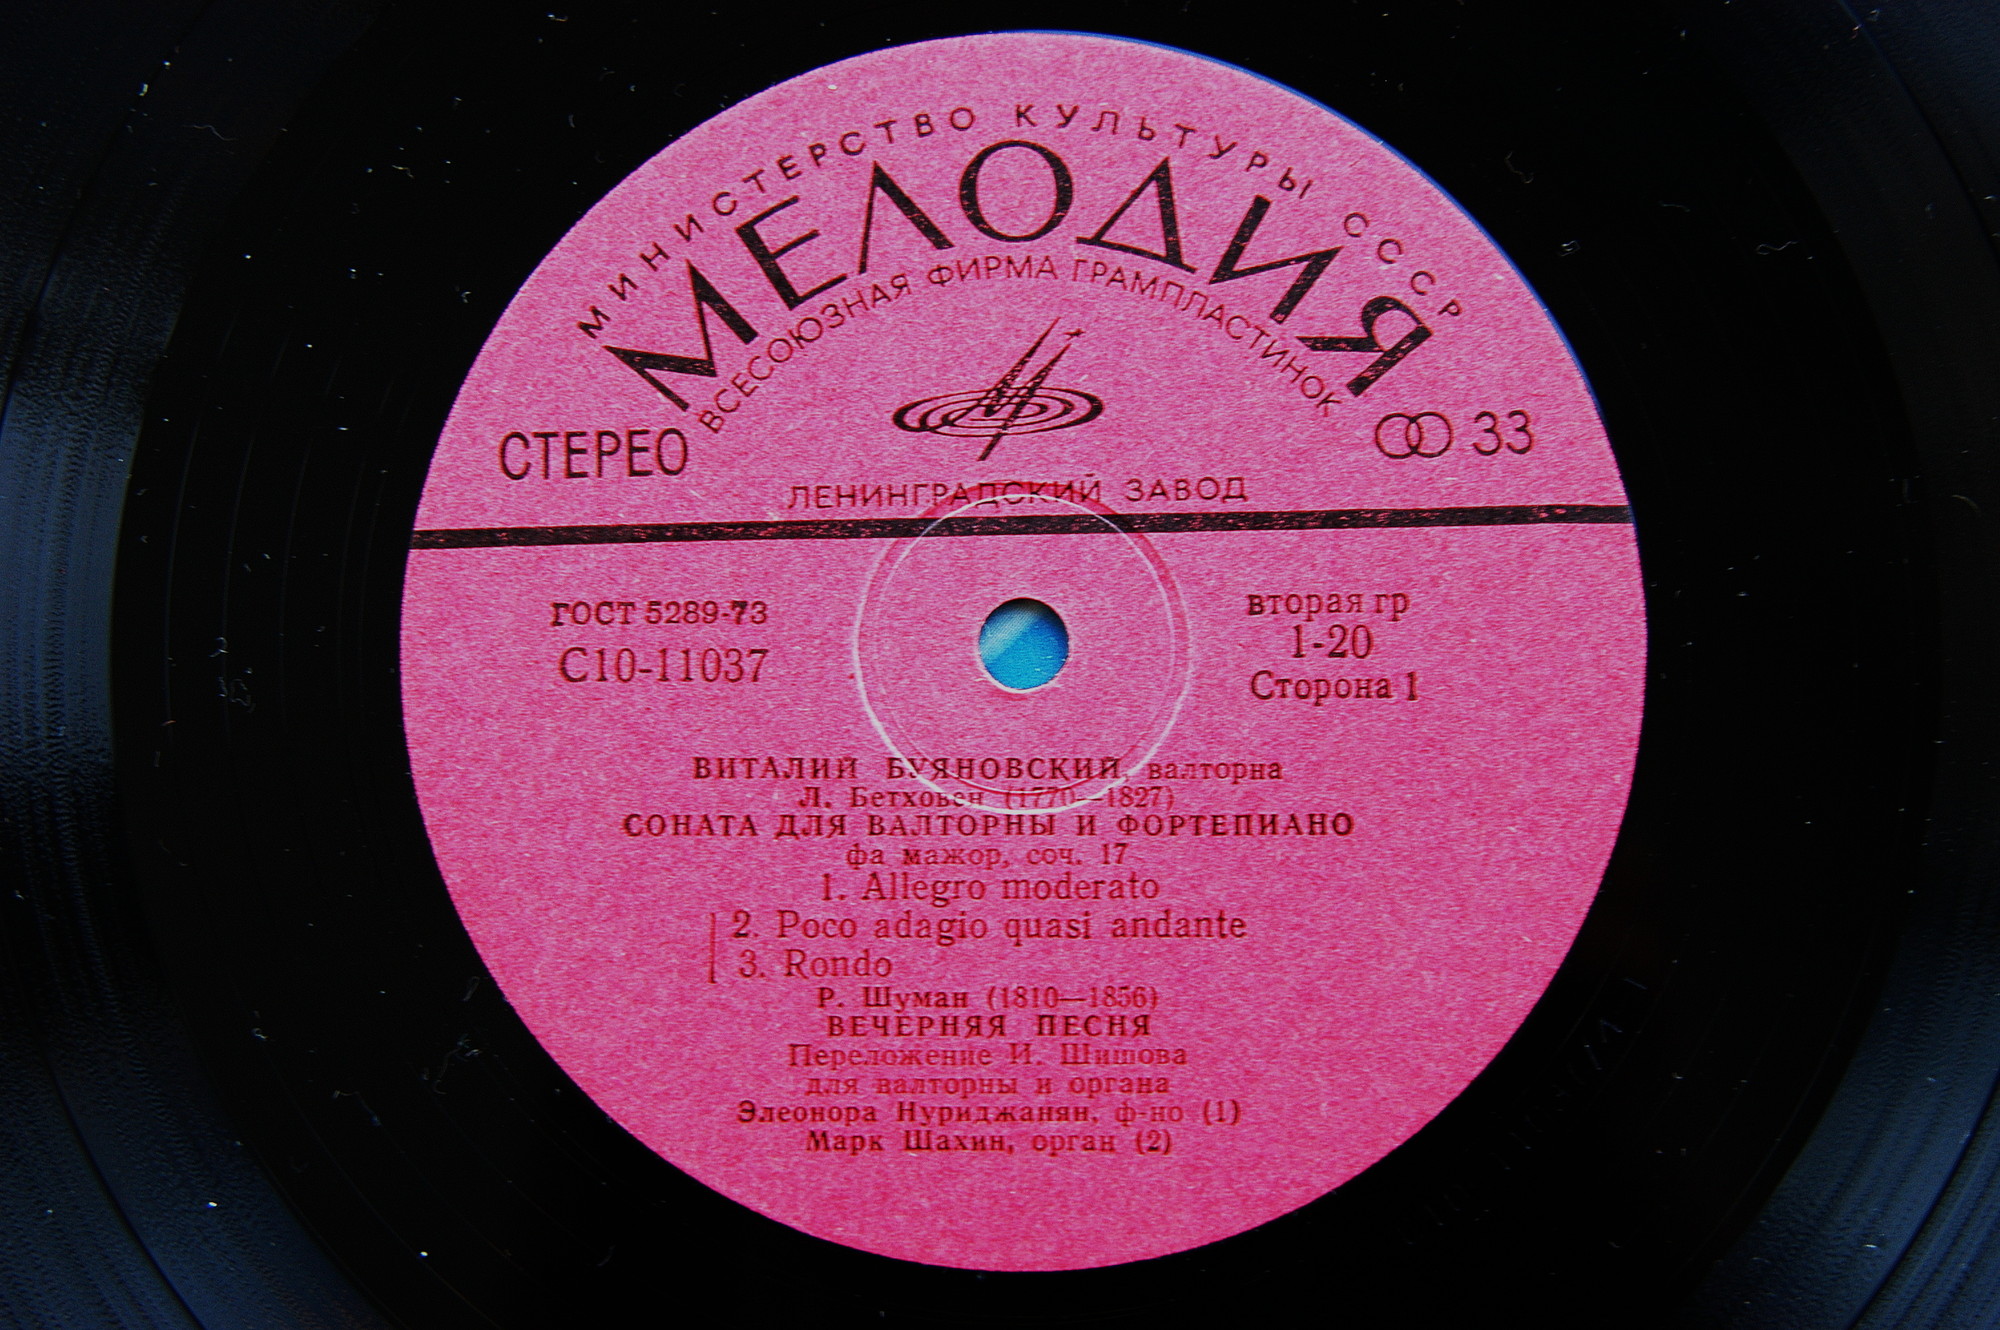 МИНИСТЕРСТВО КУЛЬТУРЫ СССР
МЕЛОДИЯ
ВСЕСОЮЗНАЯ ФИРМА ГРАМПЛАСТИНОК
СТЕРЕО
33
ЛЕНИНГРАДСКИЙ ЗАВОД
ГОСТ 5289-73
С10-11037
вторая гр
1-20
Сторона 1
ВИТАЛИЙ БУЯНОВСКИЙ, валторна
Л. Бетховен (1770—1827)
СОНАТА ДЛЯ ВАЛТОРНЫ И ФОРТЕПИАНО
фа мажор, соч. 17
1. Allegro moderato
2. Poco adagio quasi andante
3. Rondo
Р. Шуман (1810—1856)
ВЕЧЕРНЯЯ ПЕСНЯ
Переложение И. Шишова
для валторны и органа
Элеонора Нуриджанян, ф-но (1)
Марк Шахин, орган (2)